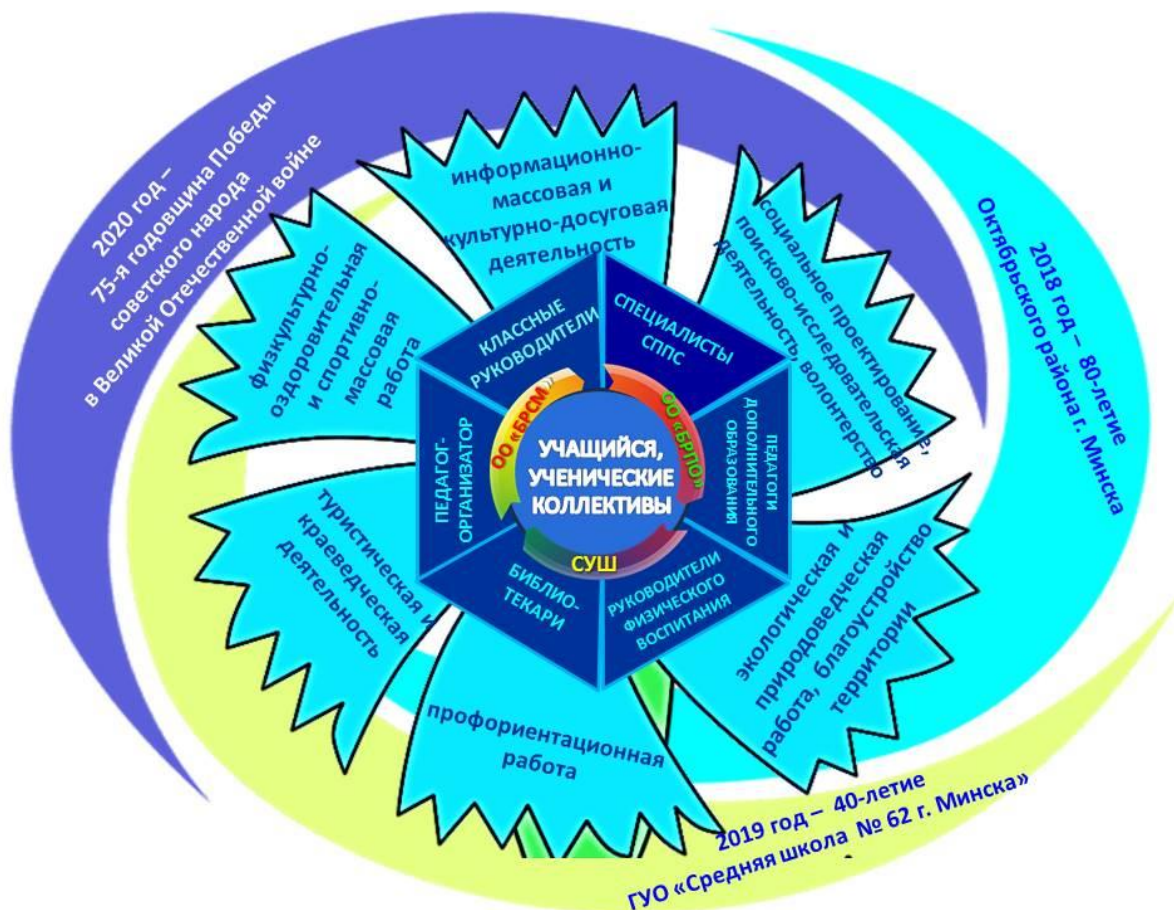 2020 год –
75-я годовщина Победы
советского народа
в Великой Отечественной войне
2018 год – 80-летие
Октябрьского района г. Минска
2019 год – 40-летие
ГУО «Средняя школа № 62 г. Минска»
информационно-
массовая и
культурно-досуговая
деятельность
социальное проектирование,
поисково-исследовательская
деятельность, волонтерство
экологическая и
природоведческая
работа, благоустройство
территории
профориентационная
работа
туристическая и
краеведческая
деятельность
физкультурно-
оздоровительная
и спортивно-
массовая
работа
КЛАССНЫЕ
РУКОВОДИТЕЛИ
СПЕЦИАЛИСТЫ
СППС
ПЕДАГОГИ
ДОПОЛНИТЕЛЬНОГО
ОБРАЗОВАНИЯ
РУКОВОДИТЕЛИ
ФИЗИЧЕСКОГО
ВОСПИТАНИЯ
БИБЛИО-
ТЕКАРИ
ПЕДАГОГ-
ОРГАНИЗАТОР
ОО «БРСМ»
ОО «БРПО»
СУШ
УЧАЩИЙСЯ,
УЧЕНИЧЕСКИЕ
КОЛЛЕКТИВЫ